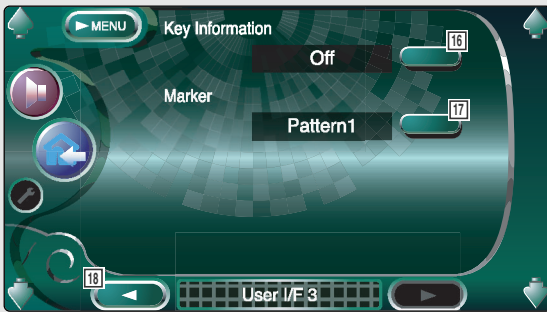 MENU
Key Information
Off
16
Marker
Pattern1
17
18
User I/F 3